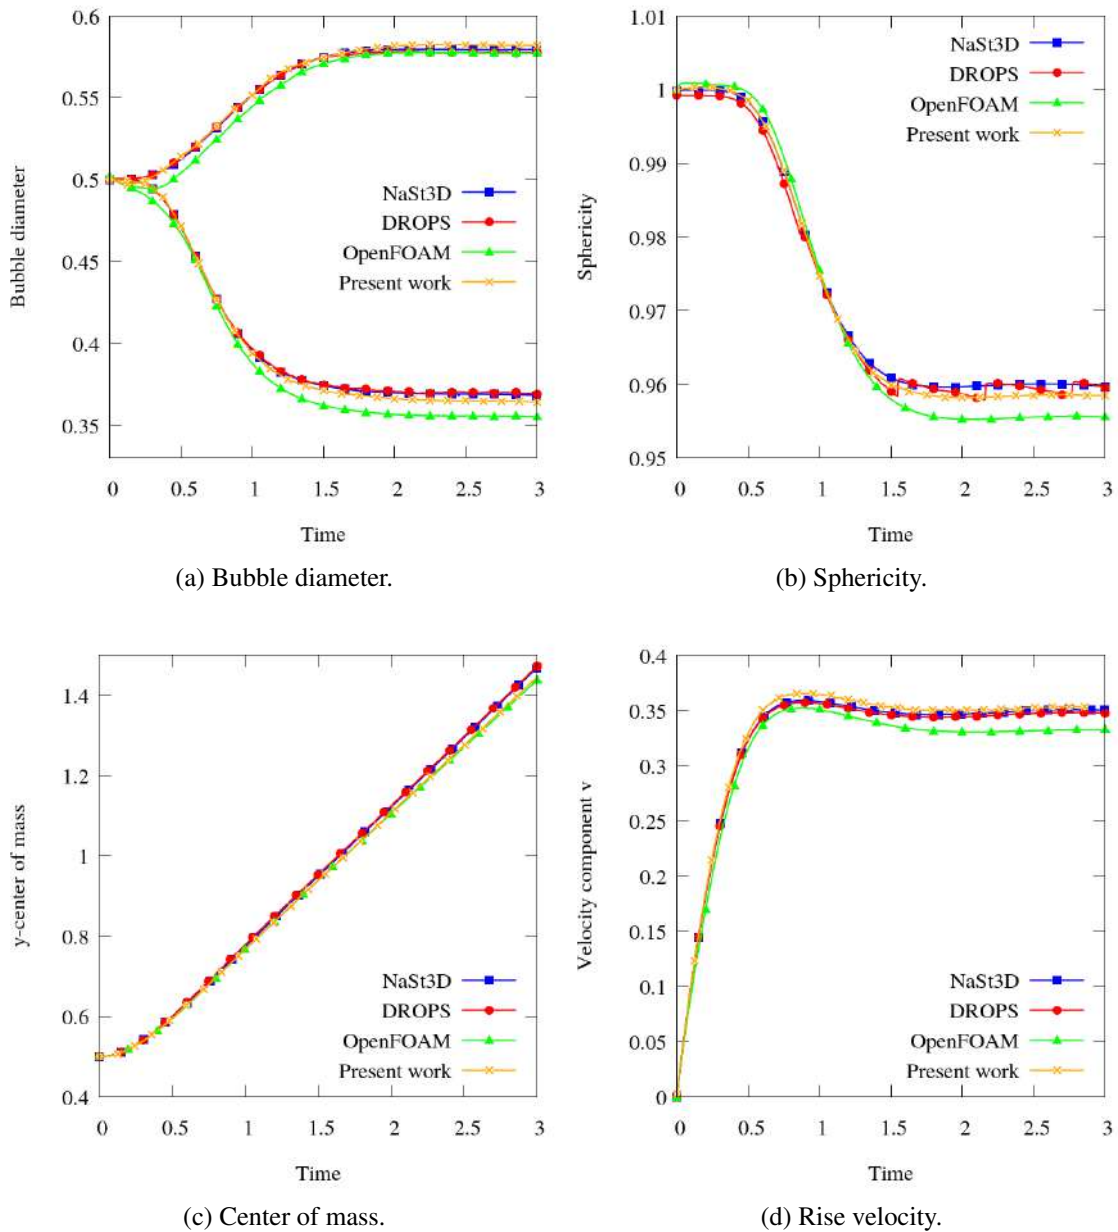 0.6
0.55
0.5
0.45
0.4
0.35
Bubble diameter
NaSt3D
DROPS
OpenFOAM
Present work
0 0.5 1 1.5 2 2.5 3
Time
(a) Bubble diameter.
1.01
1
0.99
0.98
0.97
0.96
0.95
Sphericity
NaSt3D
DROPS
OpenFOAM
Present work
0 0.5 1 1.5 2 2.5 3
Time
(b) Sphericity.
1.4
1.2
1
0.8
0.6
0.4
y-center of mass
NaSt3D
DROPS
OpenFOAM
Present work
0 0.5 1 1.5 2 2.5 3
Time
(c) Center of mass.
0.4
0.35
0.3
0.25
0.2
0.15
0.1
0.05
0
Velocity component v
NaSt3D
DROPS
OpenFOAM
Present work
0 0.5 1 1.5 2 2.5 3
Time
(d) Rise velocity.